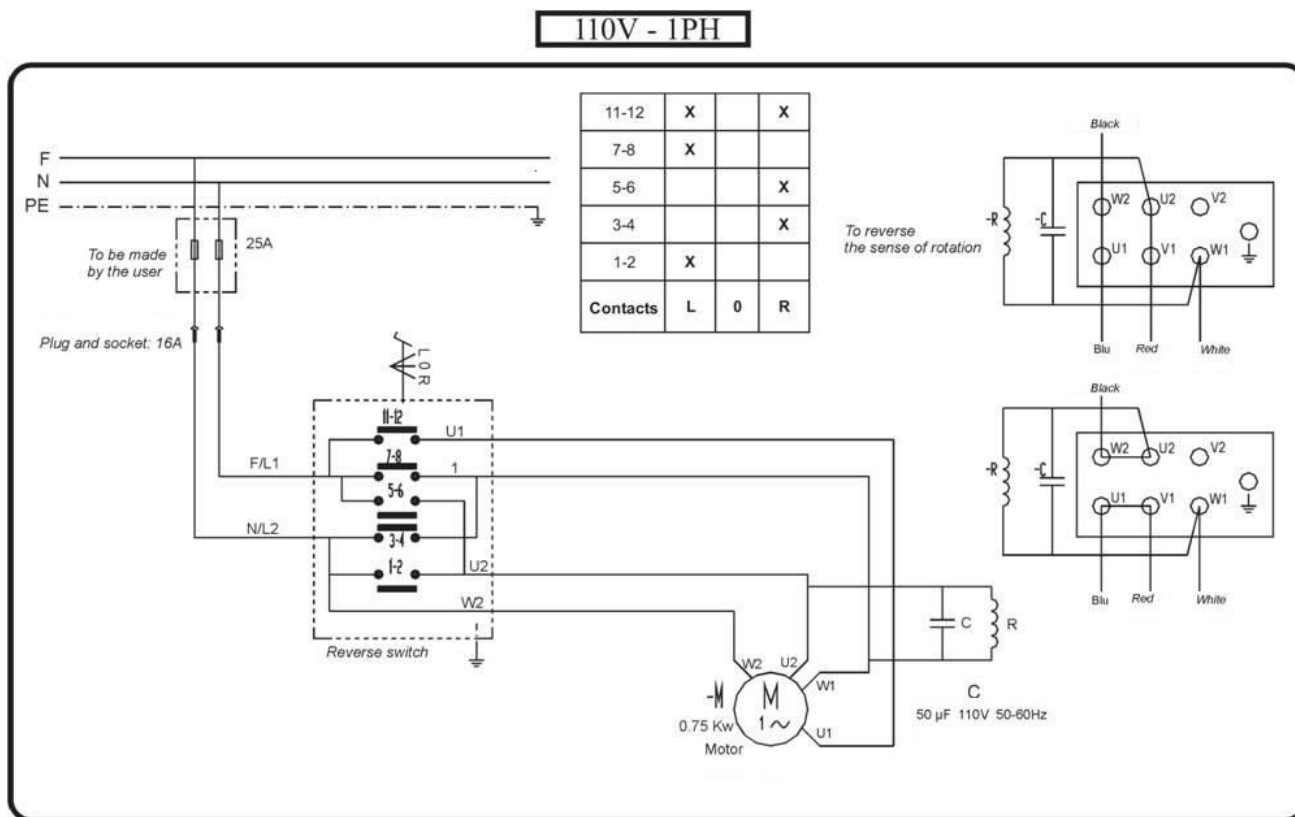 110V - 1PH
F
N
PE
To be made
by the user
25A
Plug and socket: 16A
11-12 X X
7-8 X
5-6 X
3-4 X
1-2 X
Contacts L 0 R
L 0 R
11-12
U1
7-8
F/L1
1
5-6
N/L2
3-4
1-2
U2
W2
Reverse switch
W2
U2
W1
U1
-M
0.75 Kw
Motor
M
1 ~
C
R
C
50 µF 110V 50-60Hz
To reverse
the sense of rotation
Black
-R
-C
W2 U2 V2
U1 V1 W1
Blu Red White
Black
-R
-C
W2 U2 V2
U1 V1 W1
Blu Red White